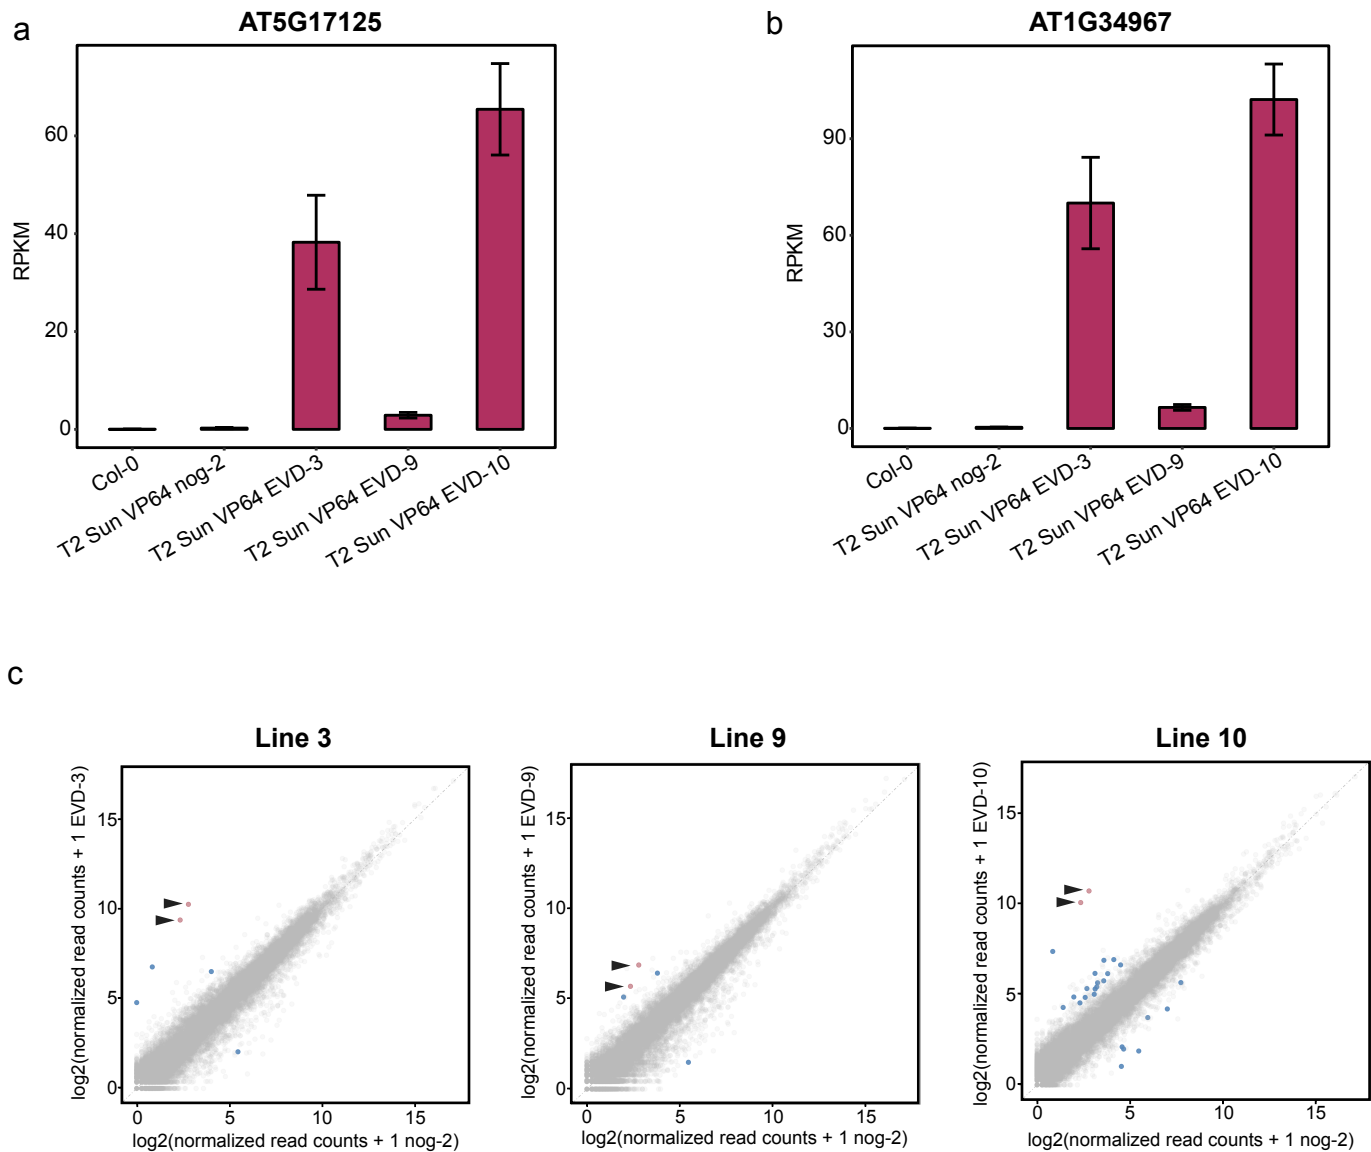 a
AT5G17125
RPKM
60
40
20
0
Col-0
T2 Sun VP64 nog-2
T2 Sun VP64 EVD-3
T2 Sun VP64 EVD-9
T2 Sun VP64 EVD-10
b
AT1G34967
RPKM
90
60
30
0
Col-0
T2 Sun VP64 nog-2
T2 Sun VP64 EVD-3
T2 Sun VP64 EVD-9
T2 Sun VP64 EVD-10
c
Line 3
log2(normalized read counts + 1 EVD-3)
15
10
5
0
0 5 10 15
log2(normalized read counts + 1 nog-2)
Line 9
log2(normalized read counts + 1 EVD-9)
15
10
5
0
0 5 10 15
log2(normalized read counts + 1 nog-2)
Line 10
log2(normalized read counts + 1 EVD-10)
15
10
5
0
0 5 10 15
log2(normalized read counts + 1 nog-2)